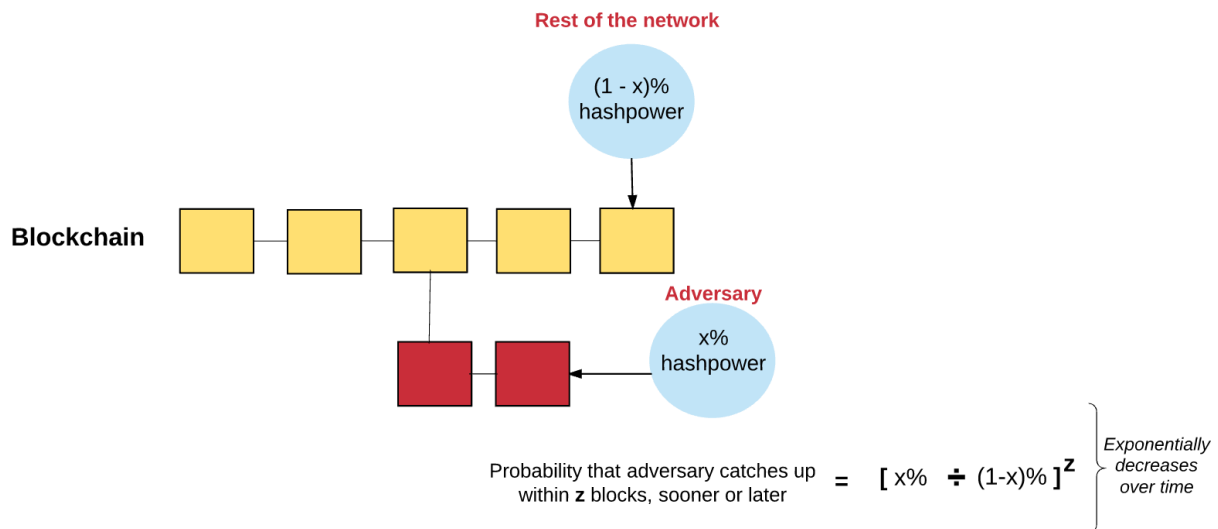 Rest of the network
(1 - x)%
hashpower
Blockchain
Adversary
x%
hashpower
Probability that adversary catches up
within z blocks, sooner or later
= [ x% ÷ (1-x)% ]^z
Exponentially
decreases
over time